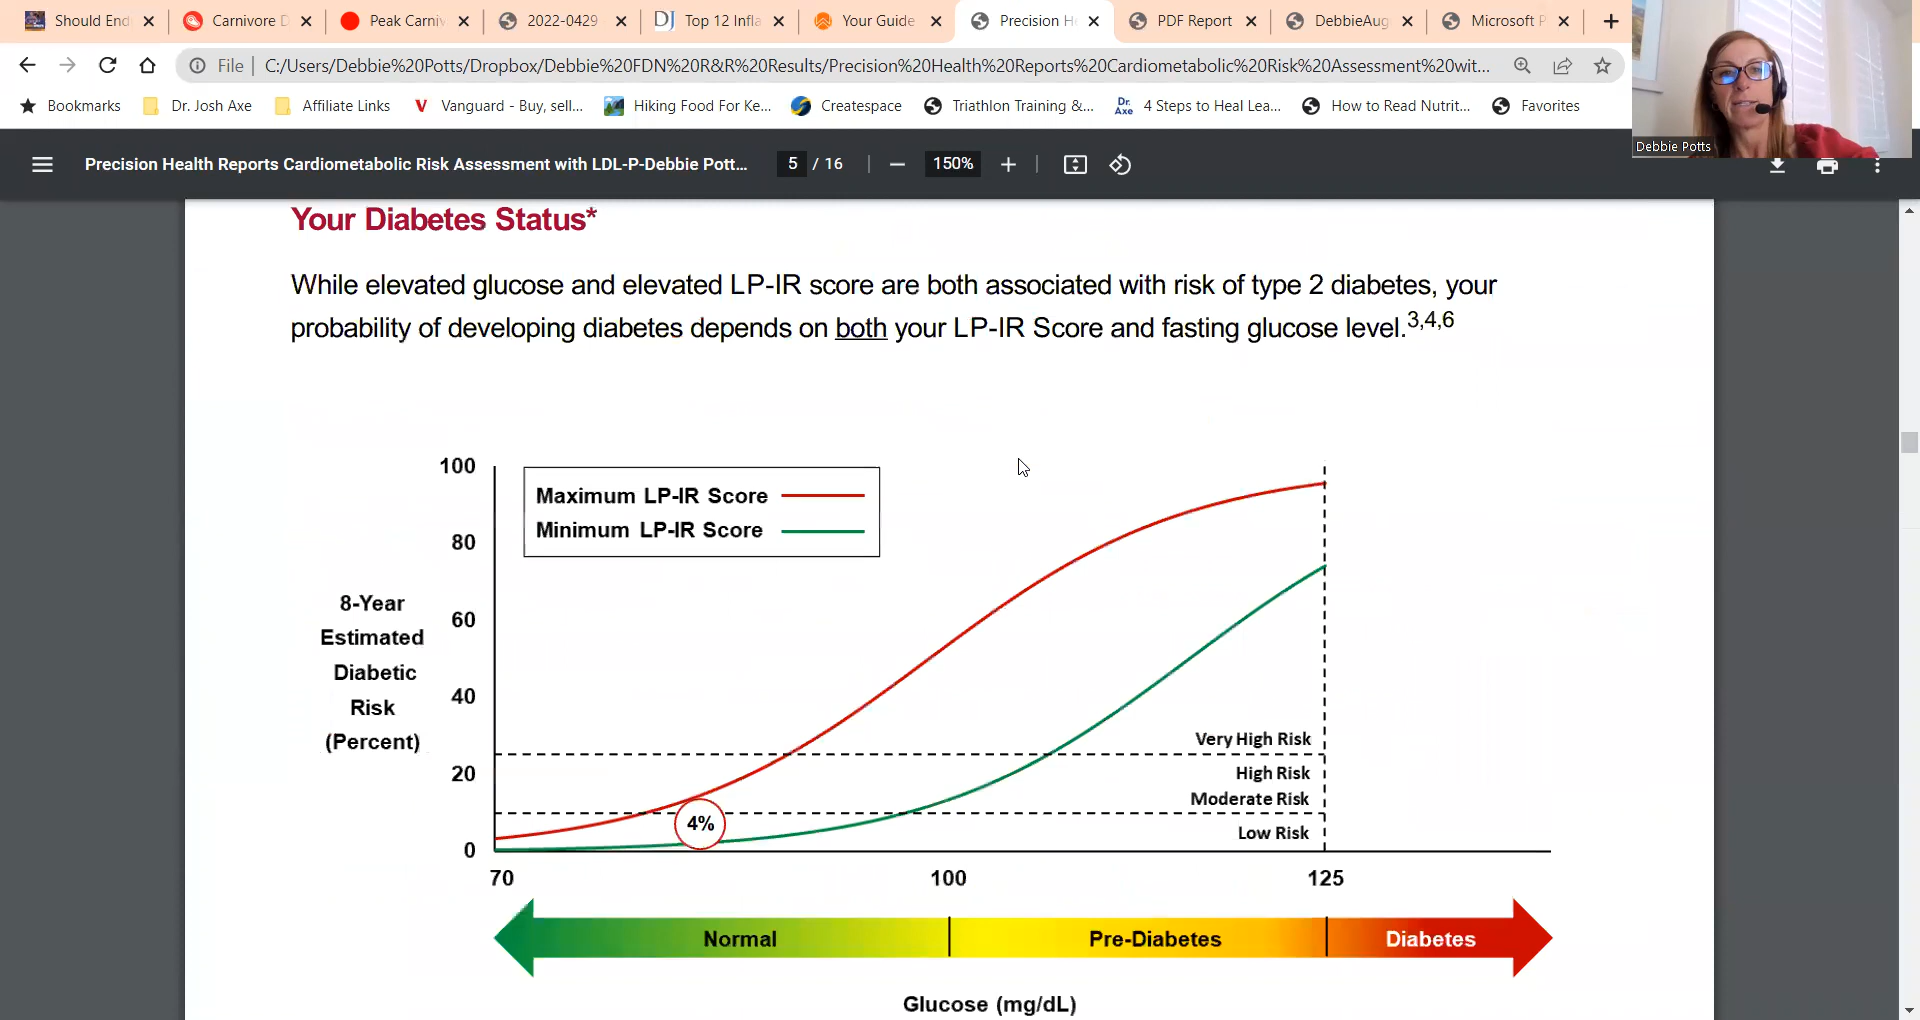 Should End
Carnivore D
Peak Carniv
2022-0429
DJ
Top 12 Infla
Your Guide
Precision He
PDF Report
DebbieAug
Microsoft P
File
C:/Users/Debbie%20Potts/Dropbox/Debbie%20FDN%20R&R%20Results/Precision%20Health%20Reports%20Cardiometabolic%20Risk%20Assessment%20wit...
Bookmarks
Dr. Josh Axe
Affiliate Links
Vanguard - Buy, sell...
Hiking Food For Ke...
Createspace
Triathlon Training &...
Dr. Axe
4 Steps to Heal Lea...
How to Read Nutrit...
Favorites
Debbie Potts
Precision Health Reports Cardiometabolic Risk Assessment with LDL-P-Debbie Pott...
5 / 16
150%
Your Diabetes Status*
While elevated glucose and elevated LP-IR score are both associated with risk of type 2 diabetes, your
probability of developing diabetes depends on both your LP-IR Score and fasting glucose level.3,4,6
100
80
60
40
20
0
Maximum LP-IR Score
Minimum LP-IR Score
8-Year
Estimated
Diabetic
Risk
(Percent)
Very High Risk
High Risk
Moderate Risk
Low Risk
4%
70
100
125
Normal
Pre-Diabetes
Diabetes
Glucose (mg/dL)